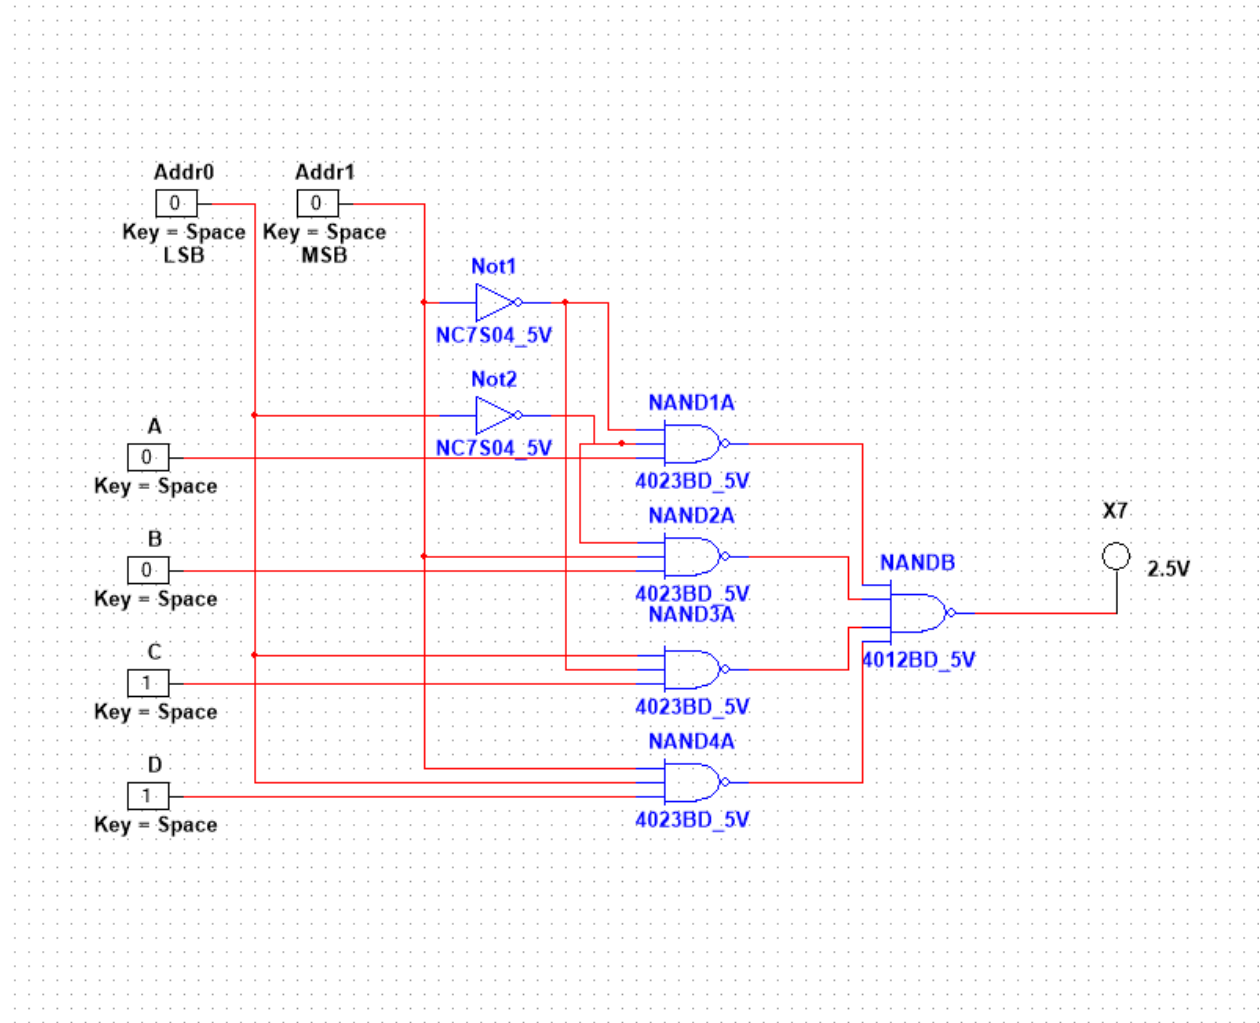 Addr0
Addr1
0
0
Key = Space
Key = Space
LSB
MSB
Not1
NC7S04_5V
Not2
NC7S04_5V
NAND1A
A
0
Key = Space
4023BD_5V
NAND2A
X7
B
0
Key = Space
NANDB
2.5V
4023BD_5V
NAND3A
C
1
Key = Space
4012BD_5V
4023BD_5V
NAND4A
D
1
Key = Space
4023BD_5V